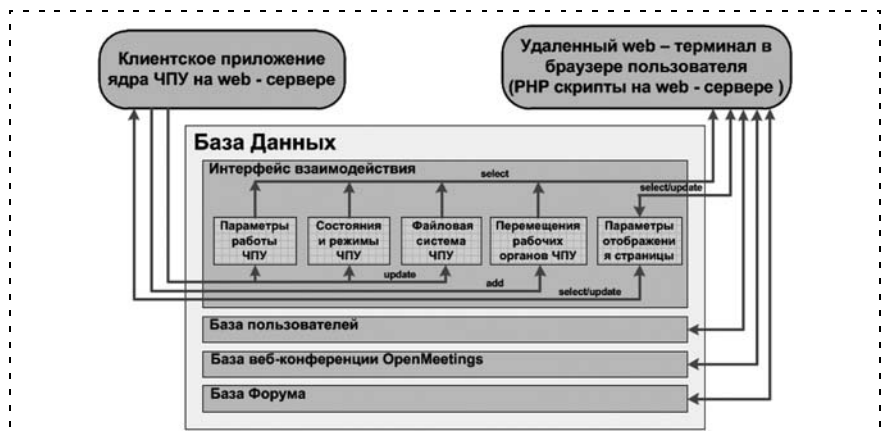 Клиентское приложение
ядра ЧПУ на web - сервере
Удаленный web – терминал в
браузере пользователя
(PHP скрипты на web - сервере )
База Данных
Интерфейс взаимодействия
select
select/update
Параметры
работы
ЧПУ
Состояния
и режимы
ЧПУ
Файловая
система
ЧПУ
Перемещения
рабочих
органов ЧПУ
Параметры
отображени
я страницы
update
add
select/update
База пользователей
База веб-конференции OpenMeetings
База Форума